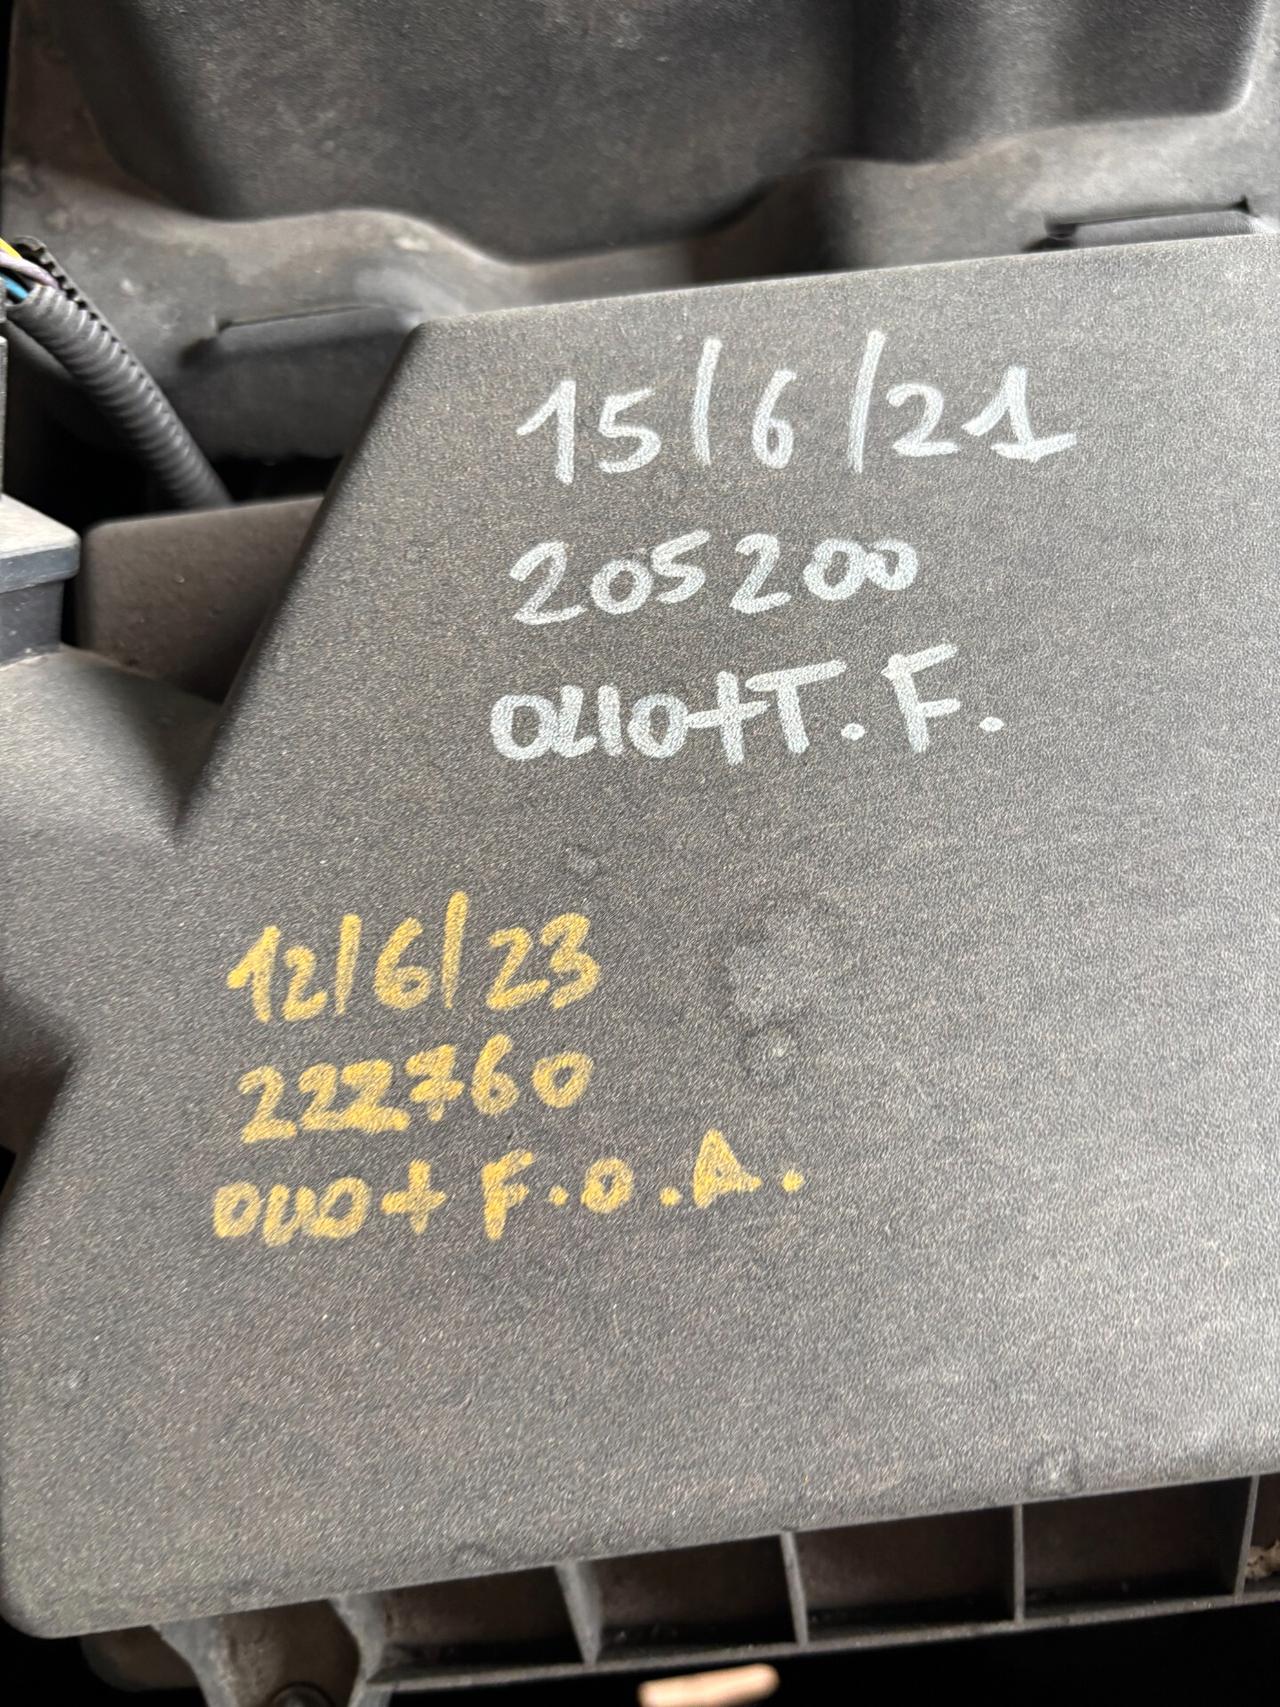 15/6/21
205200
OLIO+T.F.
12/6/23
222760
OLIO+ F.O.A.